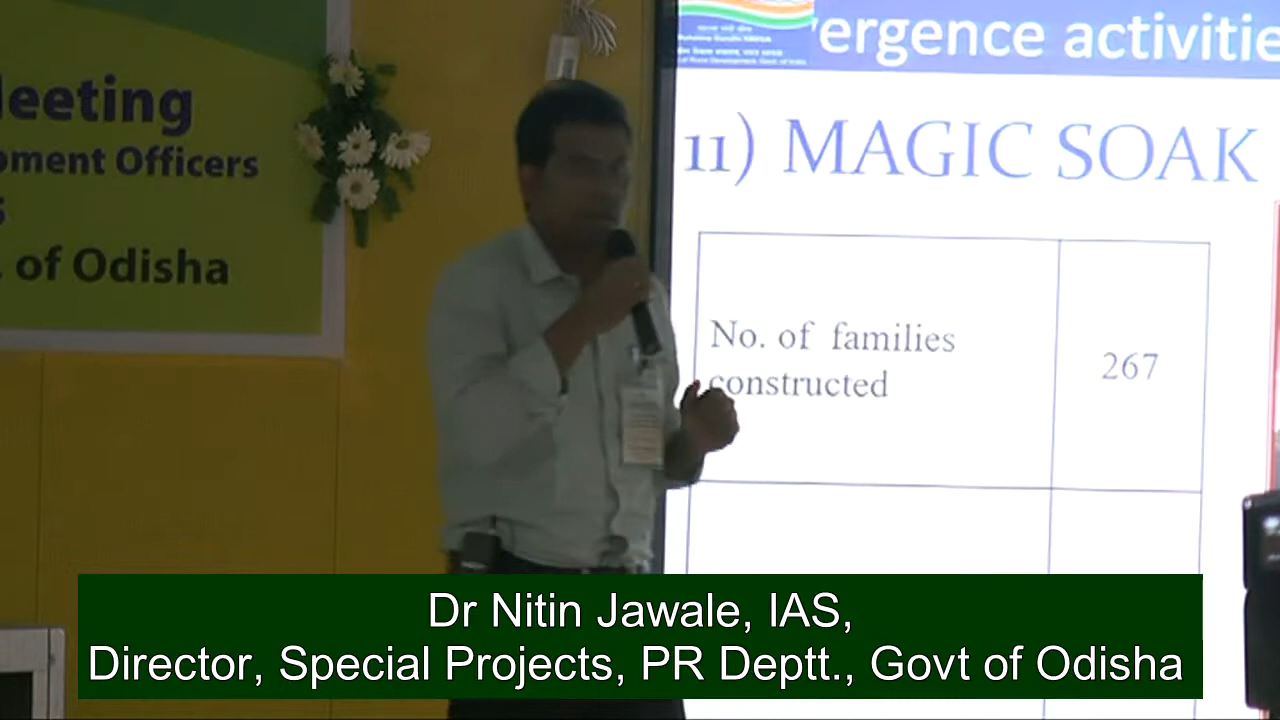 leeting
pment Officers
. of Odisha
ergence activitie
11) MAGIC SOAK
No. of families
constructed
267
Dr Nitin Jawale, IAS,
Director, Special Projects, PR Deptt., Govt of Odisha